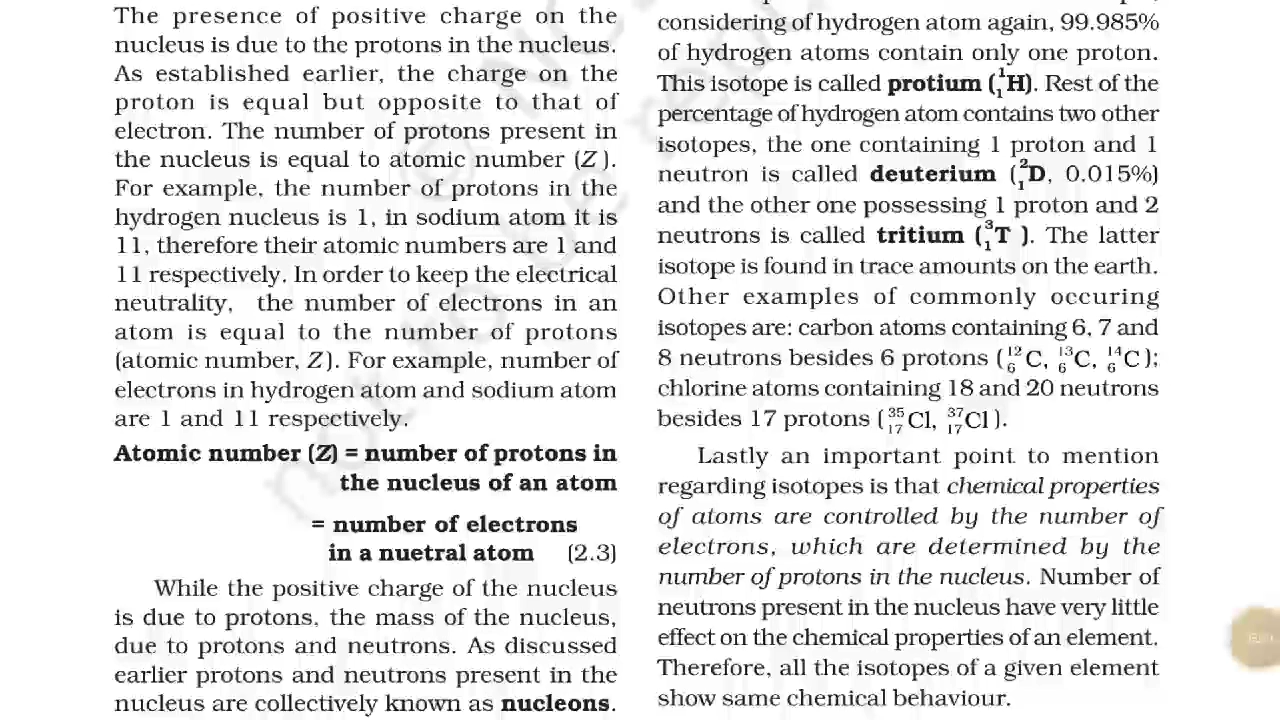 The presence of positive charge on the
nucleus is due to the protons in the nucleus.
As established earlier, the charge on the
proton is equal but opposite to that of
electron. The number of protons present in
the nucleus is equal to atomic number (Z ).
For example, the number of protons in the
hydrogen nucleus is 1, in sodium atom it is
11, therefore their atomic numbers are 1 and
11 respectively. In order to keep the electrical
neutrality, the number of electrons in an
atom is equal to the number of protons
(atomic number, Z ). For example, number of
electrons in hydrogen atom and sodium atom
are 1 and 11 respectively.
Atomic number (Z) = number of protons in
the nucleus of an atom
= number of electrons
in a nuetral atom (2.3)
While the positive charge of the nucleus
is due to protons, the mass of the nucleus,
due to protons and neutrons. As discussed
earlier protons and neutrons present in the
nucleus are collectively known as nucleons.
considering of hydrogen atom again, 99.985%
of hydrogen atoms contain only one proton.
This isotope is called protium (¹₁H). Rest of the
percentage of hydrogen atom contains two other
isotopes, the one containing 1 proton and 1
neutron is called deuterium (²₁D, 0.015%)
and the other one possessing 1 proton and 2
neutrons is called tritium (³₁T ). The latter
isotope is found in trace amounts on the earth.
Other examples of commonly occuring
isotopes are: carbon atoms containing 6, 7 and
8 neutrons besides 6 protons (¹²₆C, ¹³₆C, ¹⁴₆C);
chlorine atoms containing 18 and 20 neutrons
besides 17 protons (³⁵₁₇Cl, ³⁷₁₇Cl ).
Lastly an important point to mention
regarding isotopes is that chemical properties
of atoms are controlled by the number of
electrons, which are determined by the
number of protons in the nucleus. Number of
neutrons present in the nucleus have very little
effect on the chemical properties of an element.
Therefore, all the isotopes of a given element
show same chemical behaviour.